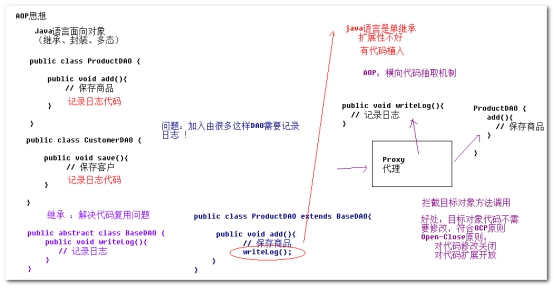 AOP思想
Java语言面向对象
（继承、封装、多态）
public class ProductDAO {
public void add(){
// 保存商品
记录日志代码
}
}
public class CustomerDAO {
public void save(){
// 保存客户
记录日志代码
}
}
继承 ：解决代码复用问题
public abstract class BaseDAO {
public void writeLog(){
// 记录日志
}
}
问题：加入由很多这样DAO需要记录
日志 ！
public class ProductDAO extends BaseDAO{
public void add(){
// 保存商品
writeLog();
}
}
java语言是单继承
扩展性不好
有代码植入
AOP：横向代码抽取机制
public void writeLog(){
// 记录日志
}
ProductDAO {
add(){
// 保存商品
}
}
Proxy
代理
拦截目标对象方法调用
好处：目标对象代码不需
要修改，符合OCP原则
Open-Close原则：
对代码修改关闭
对代码扩展开放